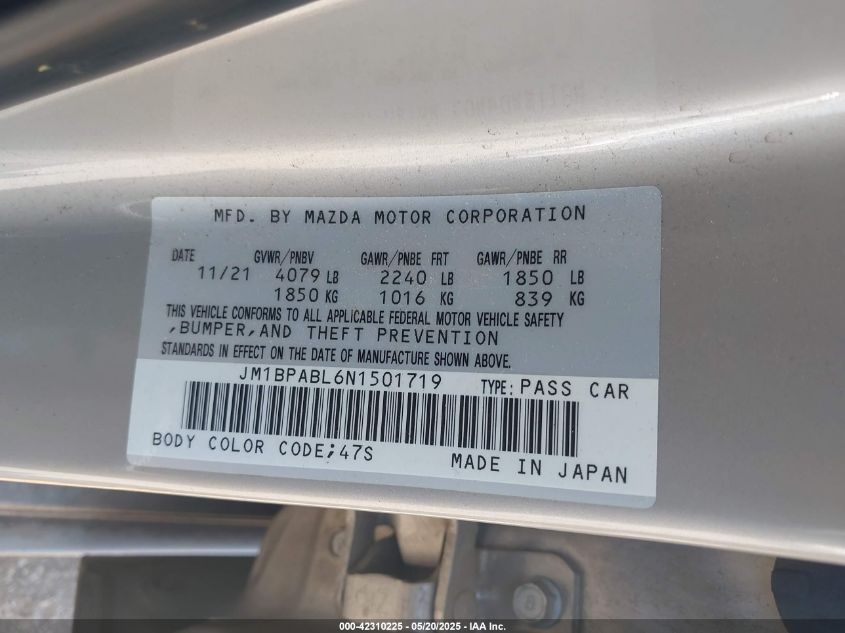 MFD. BY MAZDA MOTOR CORPORATION
DATE GVWR/PNBV GAWR/PNBE FRT GAWR/PNBE RR
11/21 4079 LB 2240 LB 1850 LB
1850 KG 1016 KG 839 KG
THIS VEHICLE CONFORMS TO ALL APPLICABLE FEDERAL MOTOR VEHICLE SAFETY
,BUMPER,AND THEFT PREVENTION
STANDARDS IN EFFECT ON THE DATE OF MANUFACTURE SHOWN ABOVE.
JM1BPABL6N1501719 TYPE: PASS CAR
BODY COLOR CODE;47S
MADE IN JAPAN
000-42310225 - 05/20/2025 - IAA Inc.